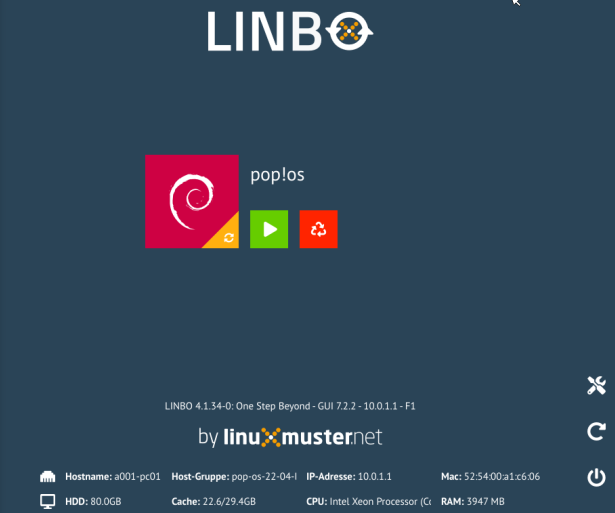 LINBO
pop!os
LINBO 4.1.34-0: One Step Beyond - GUI 7.2.2 - 10.0.1.1 - F1
by linuxmuster.net
Hostname: a001-pc01 Host-Gruppe: pop-os-22-04-l IP-Adresse: 10.0.1.1 Mac: 52:54:00:a1:c6:06
HDD: 80.0GB Cache: 22.6/29.4GB CPU: Intel Xeon Processor (Co RAM: 3947 MB